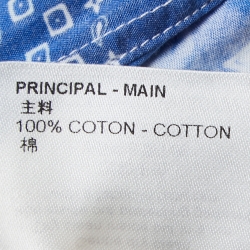 PRINCIPAL - MAIN
主料
100% COTON - COTTON
棉